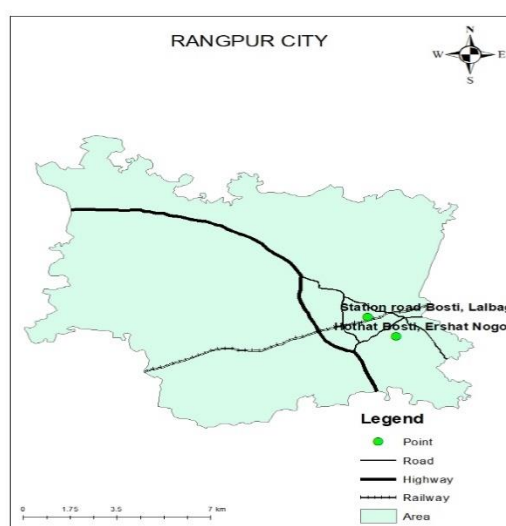 RANGPUR CITY
N
W E
S
Station road Bosti, Lalbag
Hothat Bosti, Ershat Nogo
Legend
Point
Road
Highway
Railway
Area
0 1.75 3.5 7 km